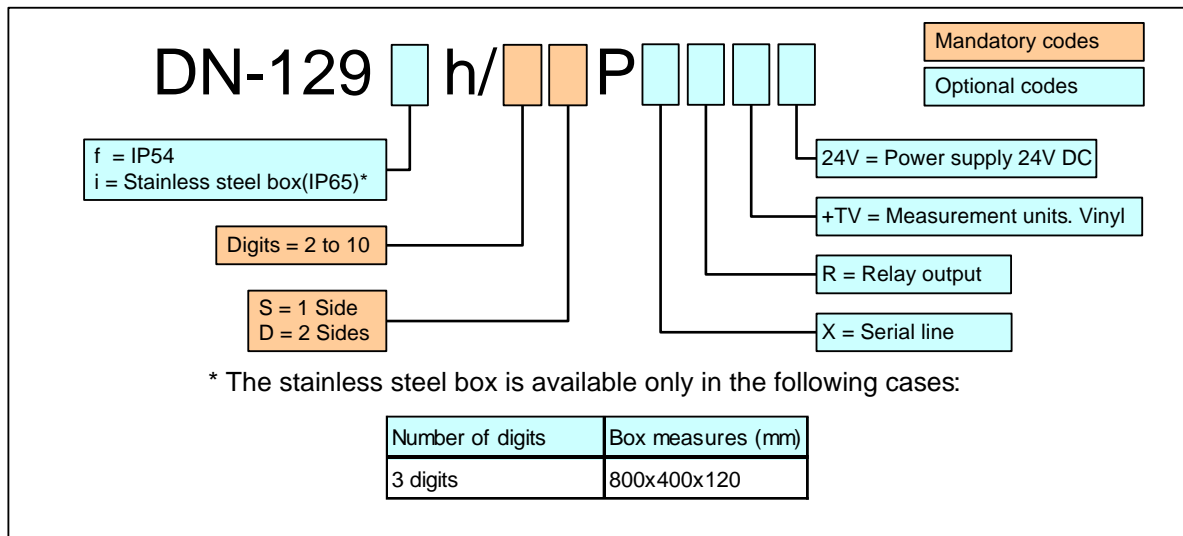 DN-129 h/ P
Mandatory codes
Optional codes
f = IP54
i = Stainless steel box(IP65)*
Digits = 2 to 10
S = 1 Side
D = 2 Sides
24V = Power supply 24V DC
+TV = Measurement units. Vinyl
R = Relay output
X = Serial line
* The stainless steel box is available only in the following cases:
Number of digits Box measures (mm)
3 digits 800x400x120